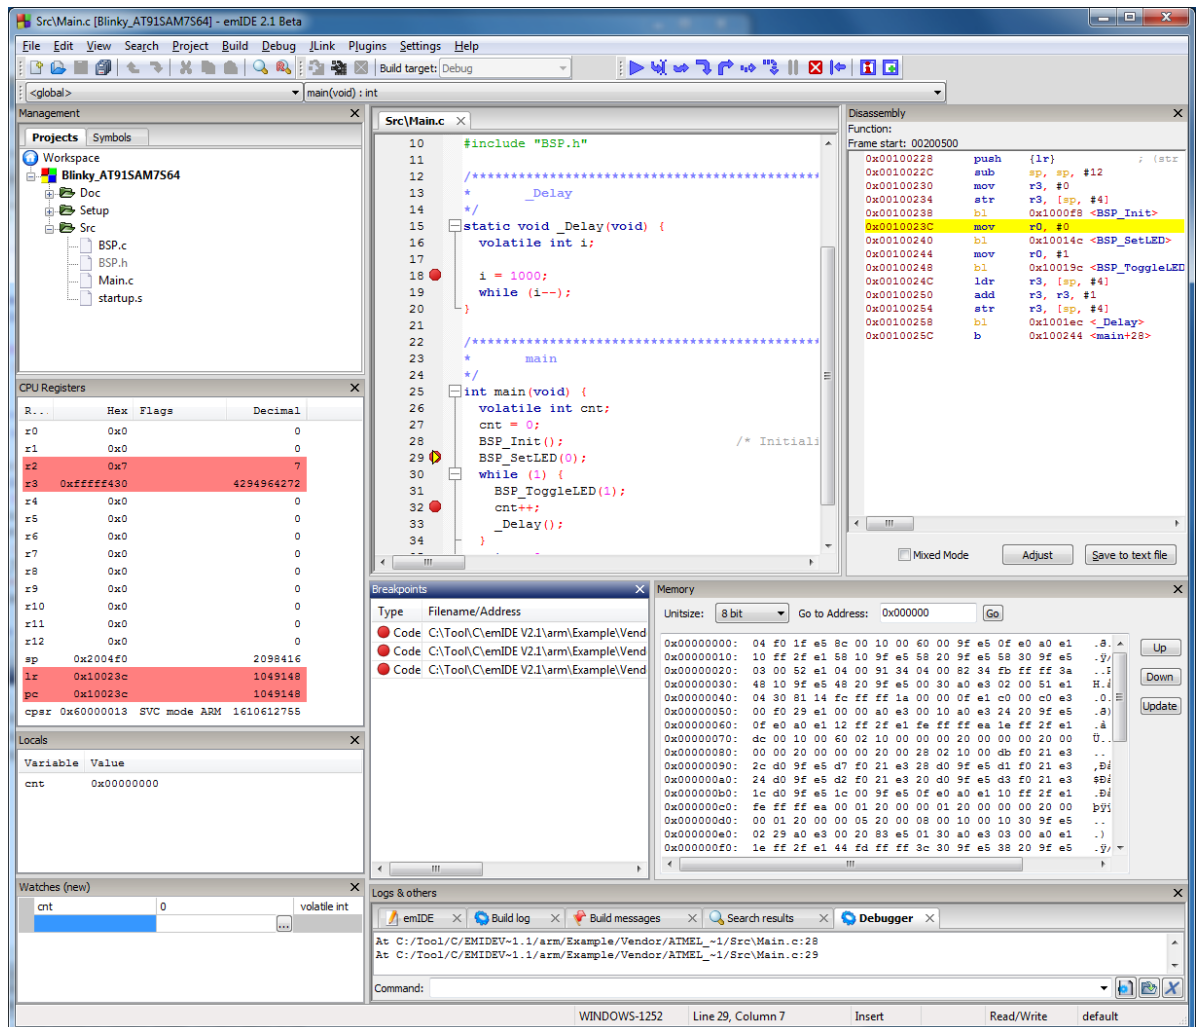 Src\Main.c [Blinky_AT91SAM7S64] - emIDE 2.1 Beta
File Edit View Search Project Build Debug JLink Plugins Settings Help
Build target: Debug
<global> main(void) : int
Management
Projects Symbols
Workspace
Blinky_AT91SAM7S64
Doc
Setup
Src
BSP.c
BSP.h
Main.c
startup.s
CPU Registers
R... Hex Flags Decimal
r0 0x0 0
r1 0x0 0
r2 0x7 7
r3 0xfffff430 4294964272
r4 0x0 0
r5 0x0 0
r6 0x0 0
r7 0x0 0
r8 0x0 0
r9 0x0 0
r10 0x0 0
r11 0x0 0
r12 0x0 0
sp 0x2004f0 2098416
lr 0x10023c 1049148
pc 0x10023c 1049148
cpsr 0x60000013 SVC mode ARM 1610612755
Locals
Variable Value
cnt 0x00000000
Watches (new)
cnt 0 volatile int
...
Src\Main.c
10 #include "BSP.h"
11
12 /*********************************************
13 * _Delay
14 */
15 static void _Delay(void) {
16 volatile int i;
17
18 i = 1000;
19 while (i--);
20 }
21
22 /*********************************************
23 * main
24 */
25 int main(void) {
26 volatile int cnt;
27 cnt = 0;
28 BSP_Init(); /* Initiali
29 BSP_SetLED(0);
30 while (1) {
31 BSP_ToggleLED(1);
32 cnt++;
33 _Delay();
34 }
Disassembly
Function:
Frame start: 00200500
0x00100228 push {lr} ; (str
0x0010022C sub sp, sp, #12
0x00100230 mov r3, #0
0x00100234 str r3, [sp, #4]
0x00100238 bl 0x1000f8 <BSP_Init>
0x0010023C mov r0, #0
0x00100240 bl 0x10014c <BSP_SetLED>
0x00100244 mov r0, #1
0x00100248 bl 0x10019c <BSP_ToggleLED
0x0010024C ldr r3, [sp, #4]
0x00100250 add r3, r3, #1
0x00100254 str r3, [sp, #4]
0x00100258 bl 0x1001ec <_Delay>
0x0010025C b 0x100244 <main+28>
Mixed Mode Adjust Save to text file
Breakpoints
Type Filename/Address
Code C:\Tool\C\emIDE V2.1\arm\Example\Vend
Code C:\Tool\C\emIDE V2.1\arm\Example\Vend
Code C:\Tool\C\emIDE V2.1\arm\Example\Vend
Memory
Unitsize: 8 bit Go to Address: 0x000000 Go
0x00000000: 04 f0 1f e5 8c 00 10 00 60 00 9f e5 0f e0 a0 e1
0x00000010: 10 ff 2f e1 58 10 9f e5 58 20 9f e5 58 30 9f e5
0x00000020: 03 00 52 e1 04 00 91 34 04 00 82 34 fb ff ff 3a
0x00000030: 48 10 9f e5 48 20 9f e5 00 30 a0 e3 02 00 51 e1
0x00000040: 04 30 81 14 fc ff ff 1a 00 00 0f e1 c0 00 c0 e3
0x00000050: 00 f0 29 e1 00 00 a0 e3 00 10 a0 e3 24 20 9f e5
0x00000060: 0f e0 a0 e1 12 ff 2f e1 fe ff ff ea 1e ff 2f e1
0x00000070: dc 00 10 00 60 02 10 00 00 00 20 00 00 00 20 00
0x00000080: 00 00 20 00 00 00 20 00 28 02 10 00 db f0 21 e3
0x00000090: 2c d0 9f e5 d7 f0 21 e3 28 d0 9f e5 d1 f0 21 e3
0x000000a0: 24 d0 9f e5 d2 f0 21 e3 20 d0 9f e5 d3 f0 21 e3
0x000000b0: 1c d0 9f e5 1c 00 9f e5 0f e0 a0 e1 10 ff 2f e1
0x000000c0: fe ff ff ea 00 01 20 00 00 01 20 00 00 00 20 00
0x000000d0: 00 01 20 00 00 05 20 00 08 00 10 00 10 30 9f e5
0x000000e0: 02 29 a0 e3 00 20 83 e5 01 30 a0 e3 03 00 a0 e1
0x000000f0: 1e ff 2f e1 44 fd ff ff 3c 30 9f e5 38 20 9f e5
Up
Down
Update
Logs & others
emIDE Build log Build messages Search results Debugger
At C:/Tool/C/EMIDEV~1.1/arm/Example/Vendor/ATMEL_~1/Src\Main.c:28
At C:/Tool/C/EMIDEV~1.1/arm/Example/Vendor/ATMEL_~1/Src\Main.c:29
Command:
WINDOWS-1252 Line 29, Column 7 Insert Read/Write default